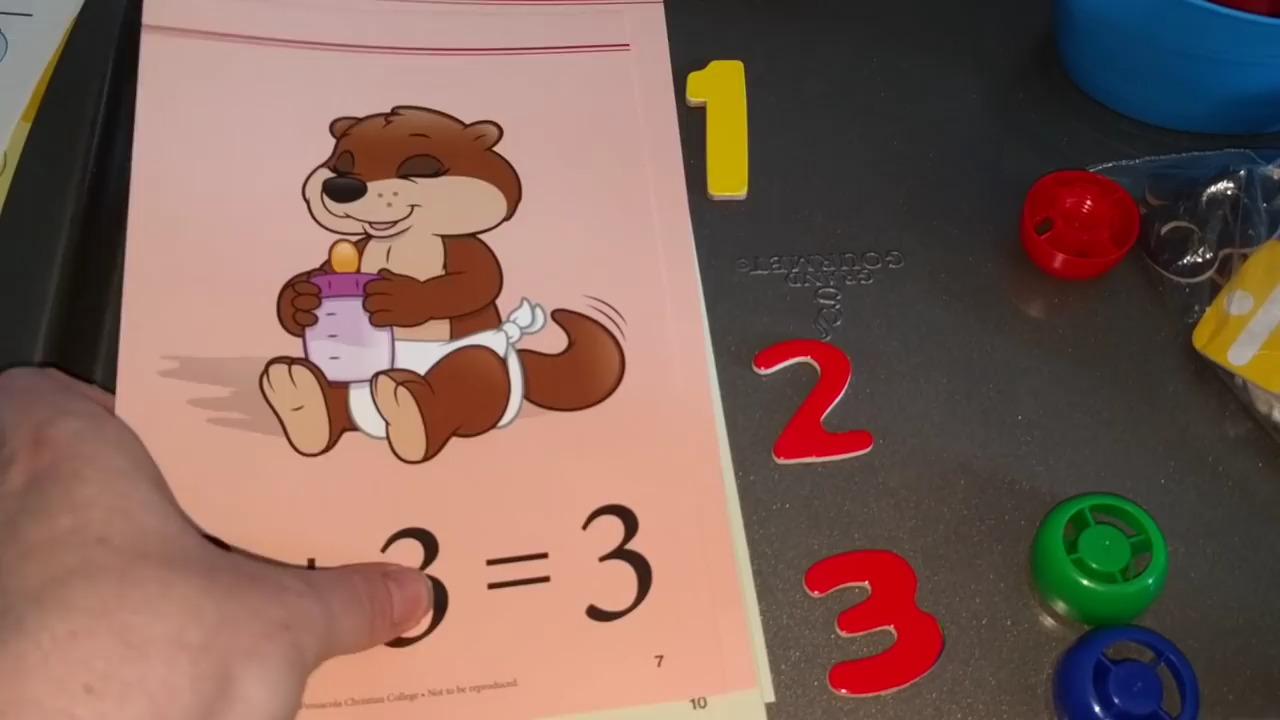 1
GRAND
GOURMET
2
+ 3 = 3
3
7
Pensacola Christian College • Not to be reproduced.
10